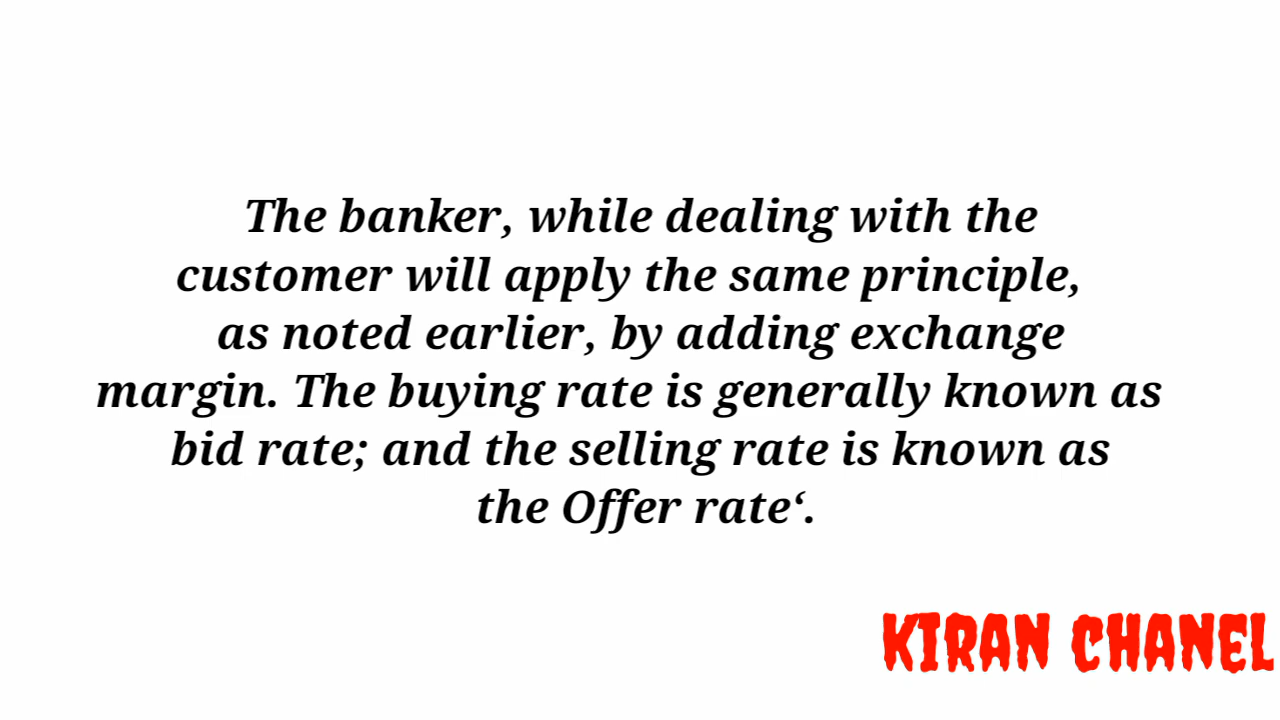 The banker, while dealing with the
customer will apply the same principle,
as noted earlier, by adding exchange
margin. The buying rate is generally known as
bid rate; and the selling rate is known as
the Offer rate‘.
KIRAN CHANEL